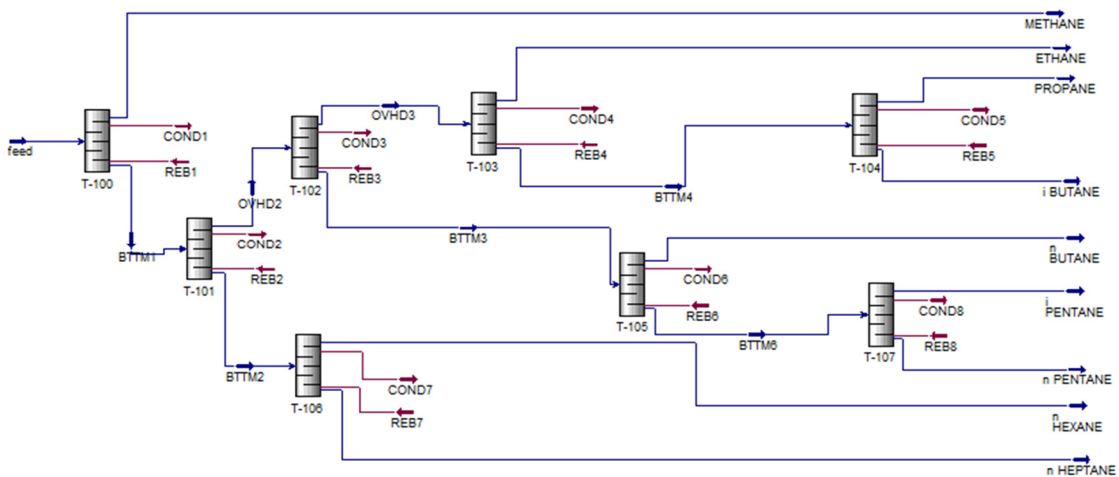 METHANE
ETHANE
PROPANE
OVHD3
COND4
COND5
feed
COND1
COND3
REB4
REB5
REB1
REB3
T-103
T-104
T-100
T-102
BTTM4
i BUTANE
OVHD2
BTTM3
n
BUTANE
COND2
BTTM1
REB2
COND6
T-101
i
PENTANE
REB6
COND8
T-105
BTTM6
REB8
T-107
BTTM2
n PENTANE
COND7
T-106
n
HEXANE
REB7
n HEPTANE